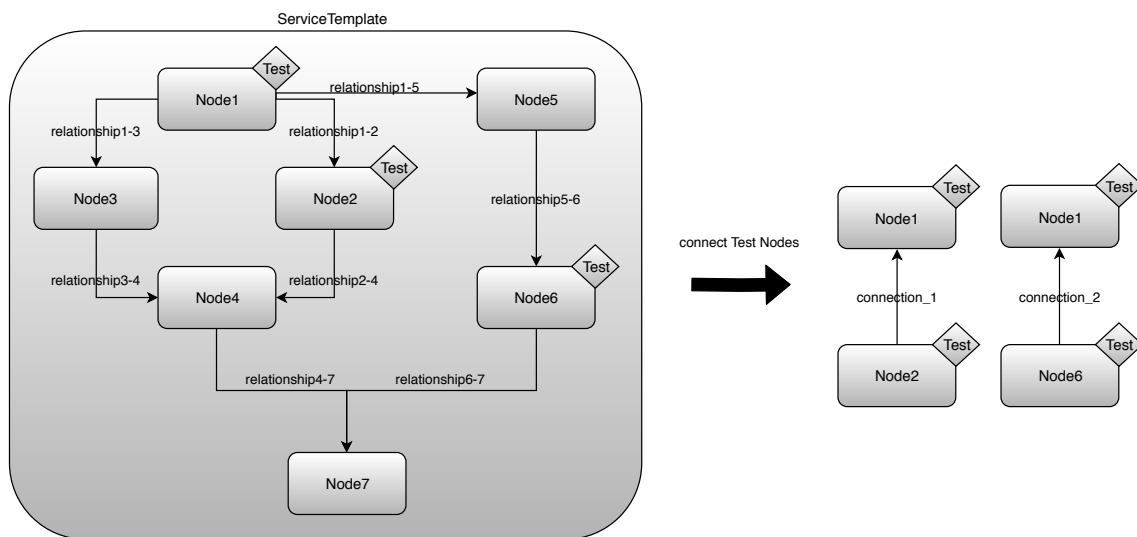 ServiceTemplate
Test
Node1
relationship1-5
Node5
relationship1-3
relationship1-2
Test
Node3
Node2
relationship5-6
relationship3-4
relationship2-4
Test
Node4
Node6
relationship4-7
relationship6-7
Node7
connect Test Nodes
Test
Test
Node1
Node1
connection_1
connection_2
Test
Test
Node2
Node6